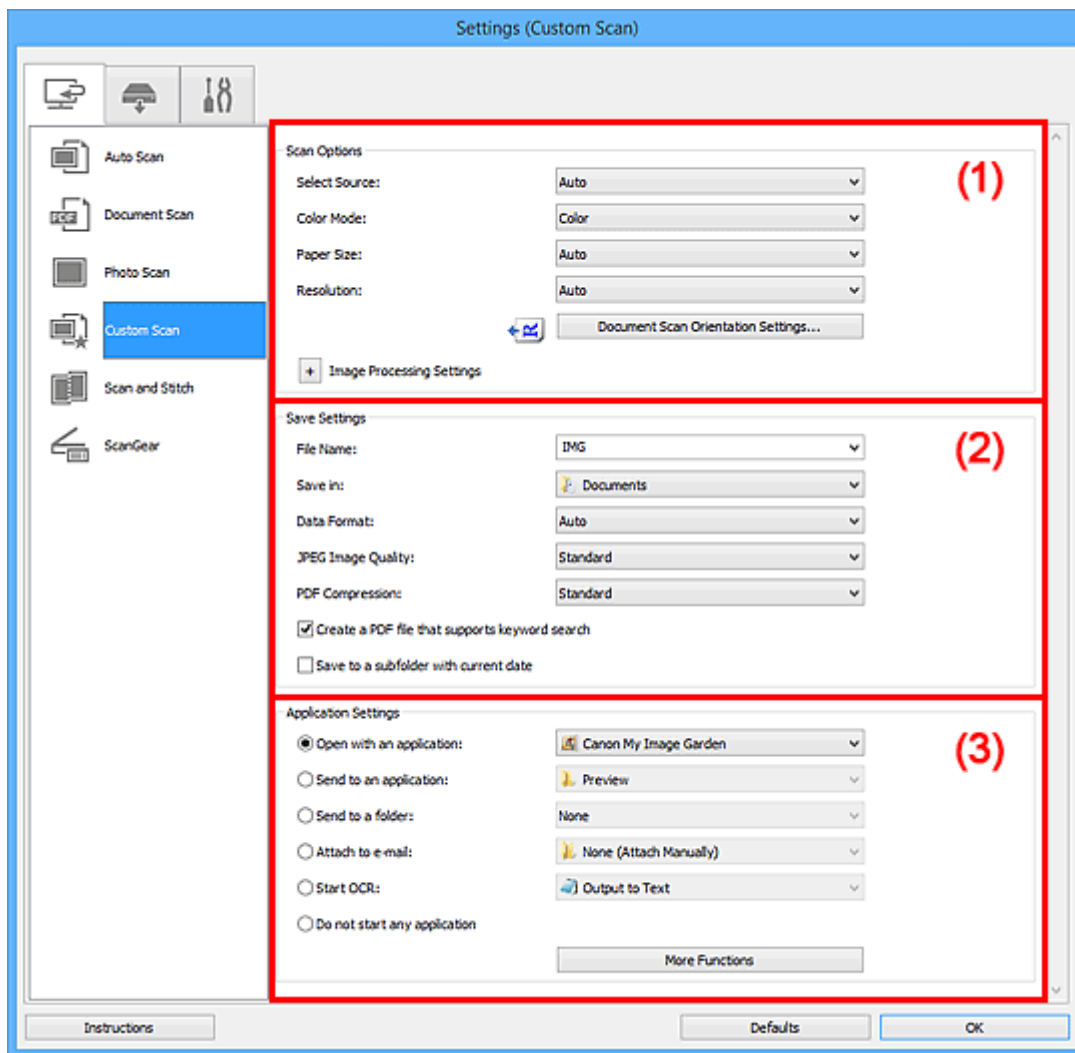 Settings (Custom Scan)
Auto Scan
Document Scan
PDF
Photo Scan
Custom Scan
Scan and Stitch
ScanGear
Scan Options
(1)
Select Source: Auto
Color Mode: Color
Paper Size: Auto
Resolution: Auto
R Document Scan Orientation Settings...
+ Image Processing Settings
Save Settings
(2)
File Name: IMG
Save in: Documents
Data Format: Auto
JPEG Image Quality: Standard
PDF Compression: Standard
Create a PDF file that supports keyword search
Save to a subfolder with current date
Application Settings
(3)
Open with an application: Canon My Image Garden
Send to an application: Preview
Send to a folder: None
Attach to e-mail: None (Attach Manually)
Start OCR: Output to Text
Do not start any application
More Functions
Instructions Defaults OK